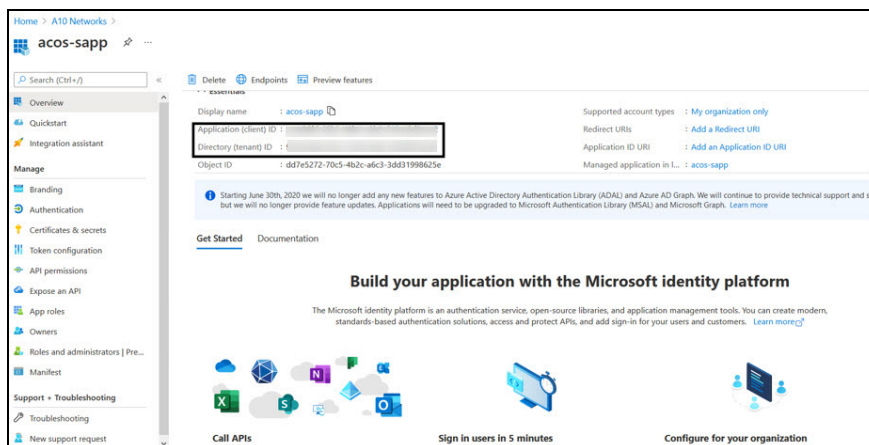 Home > A10 Networks >
acos-sapp
Search (Ctrl+/)
Overview
Quickstart
Integration assistant
Manage
Branding
Authentication
Certificates & secrets
Token configuration
API permissions
Expose an API
App roles
Owners
Roles and administrators | Pre...
Manifest
Support + Troubleshooting
Troubleshooting
New support request
Delete Endpoints Preview features
Essentials
Display name : acos-sapp
Application (client) ID :
Directory (tenant) ID :
Object ID : dd7e5272-70c5-4b2c-a6c3-3dd31998625e
Supported account types : My organization only
Redirect URIs : Add a Redirect URI
Application ID URI : Add an Application ID URI
Managed application in l... : acos-sapp
Starting June 30th, 2020 we will no longer add any new features to Azure Active Directory Authentication Library (ADAL) and Azure AD Graph. We will continue to provide technical support and s
but we will no longer provide feature updates. Applications will need to be upgraded to Microsoft Authentication Library (MSAL) and Microsoft Graph. Learn more
Get Started Documentation
Build your application with the Microsoft identity platform
The Microsoft identity platform is an authentication service, open-source libraries, and application management tools. You can create modern,
standards-based authentication solutions, access and protect APIs, and add sign-in for your users and customers. Learn more
Call APIs
Sign in users in 5 minutes
Configure for your organization